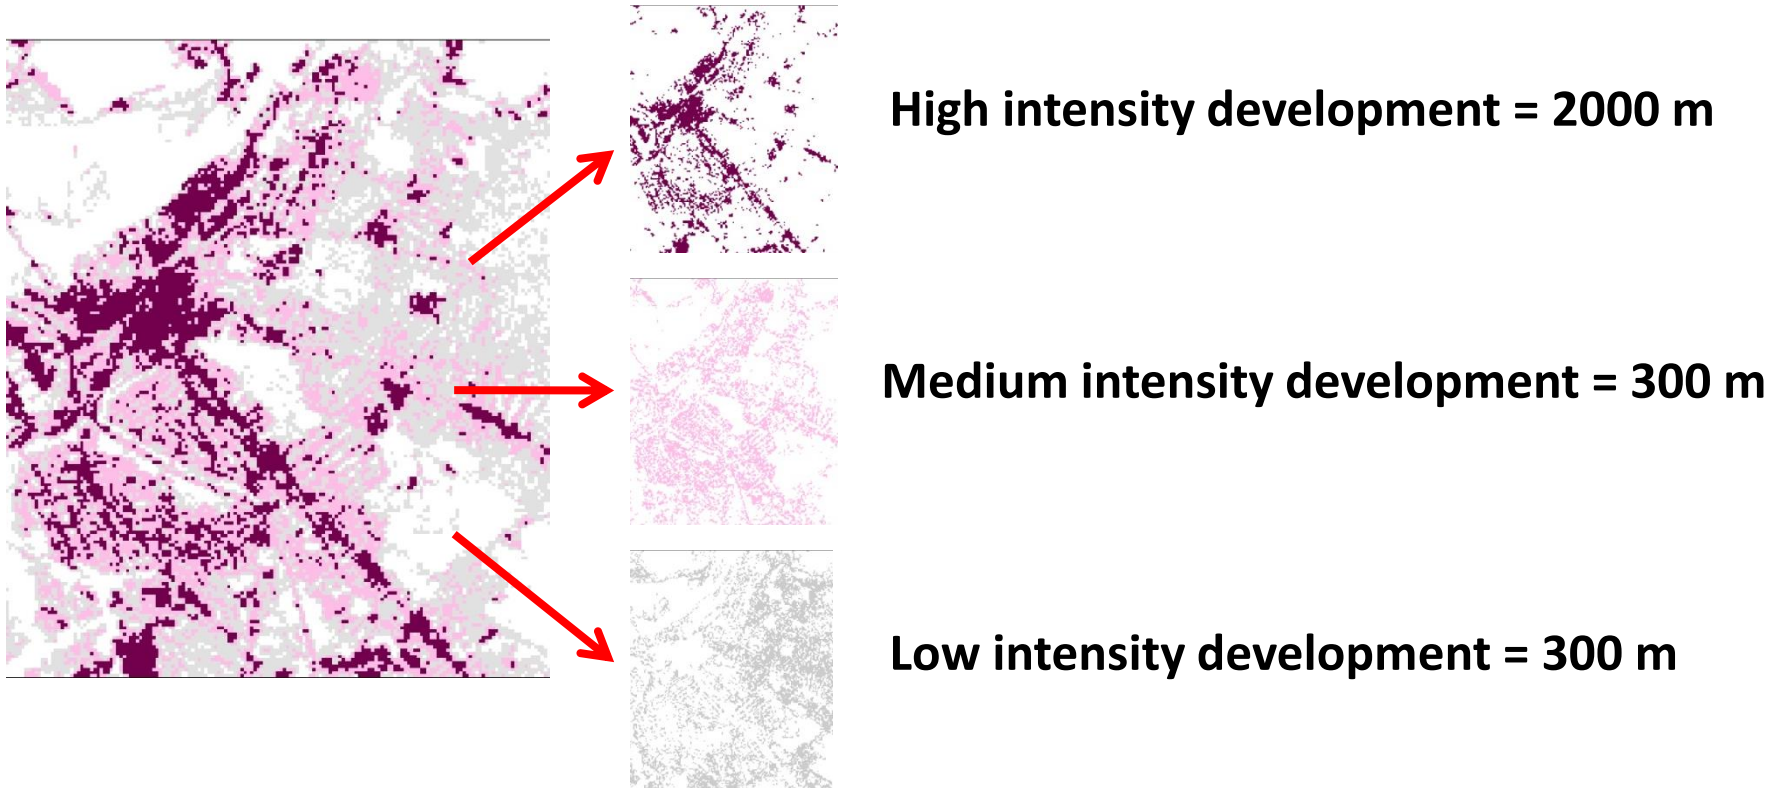 High intensity development = 2000 m
Medium intensity development = 300 m
Low intensity development = 300 m